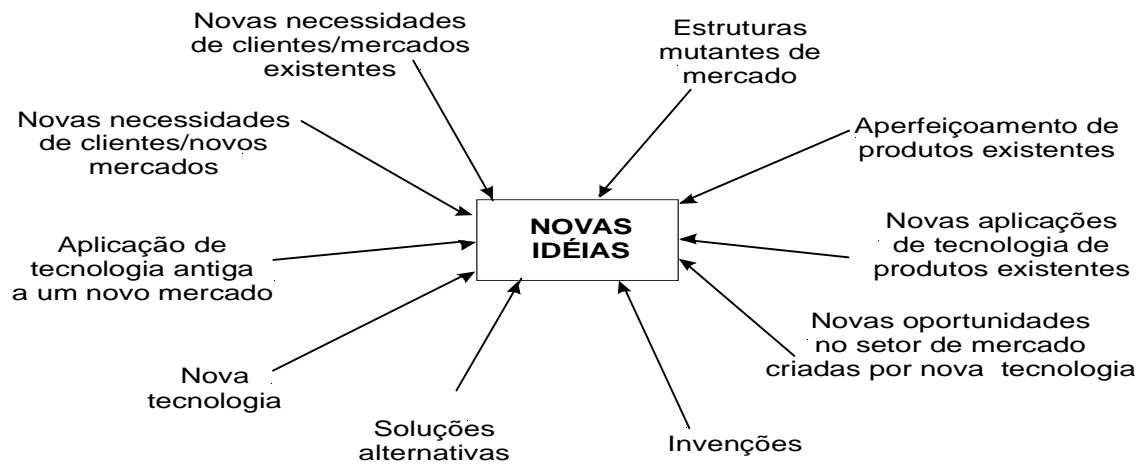 Novas necessidades
de clientes/mercados
existentes
Estruturas
mutantes de
mercado
Novas necessidades
de clientes/novos
mercados
Aperfeiçoamento de
produtos existentes
NOVAS
IDÉIAS
Aplicação de
tecnologia antiga
a um novo mercado
Novas aplicações
de tecnologia de
produtos existentes
Nova
tecnologia
Novas oportunidades
no setor de mercado
criadas por nova tecnologia
Soluções
alternativas
Invenções